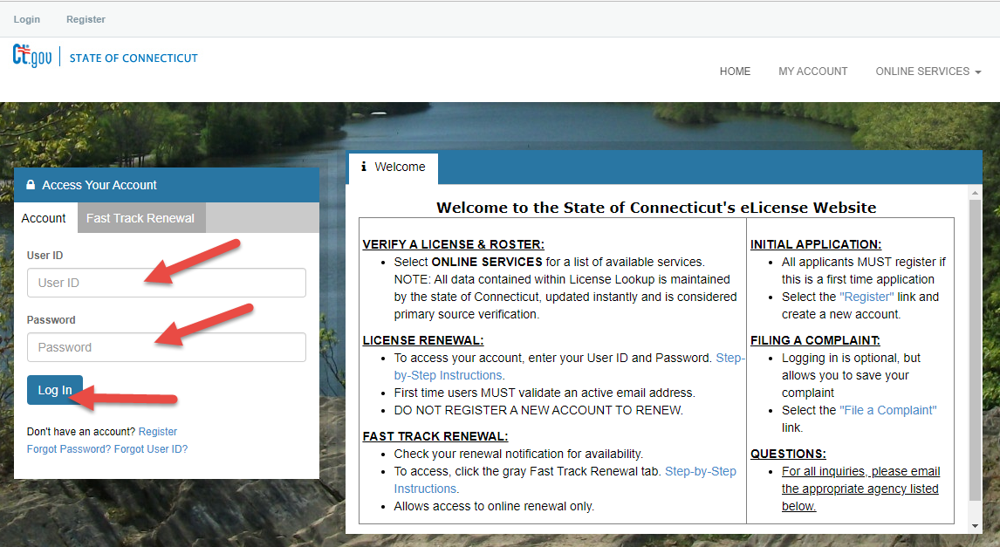 Login Register
Ct.gov STATE OF CONNECTICUT
HOME MY ACCOUNT ONLINE SERVICES
Access Your Account
Account Fast Track Renewal
User ID
User ID
Password
Password
Log In
Don't have an account? Register
Forgot Password? Forgot User ID?
Welcome
Welcome to the State of Connecticut's eLicense Website
VERIFY A LICENSE & ROSTER:
• Select ONLINE SERVICES for a list of available services.
NOTE: All data contained within License Lookup is maintained
by the state of Connecticut, updated instantly and is considered
primary source verification.
LICENSE RENEWAL:
• To access your account, enter your User ID and Password. Step-
by-Step Instructions.
• First time users MUST validate an active email address.
• DO NOT REGISTER A NEW ACCOUNT TO RENEW.
FAST TRACK RENEWAL:
• Check your renewal notification for availability.
• To access, click the gray Fast Track Renewal tab. Step-by-Step
Instructions.
• Allows access to online renewal only.
INITIAL APPLICATION:
• All applicants MUST register if
this is a first time application
• Select the "Register" link and
create a new account.
FILING A COMPLAINT:
• Logging in is optional, but
allows you to save your
complaint
• Select the "File a Complaint"
link.
QUESTIONS:
• For all inquiries, please email
the appropriate agency listed
below.